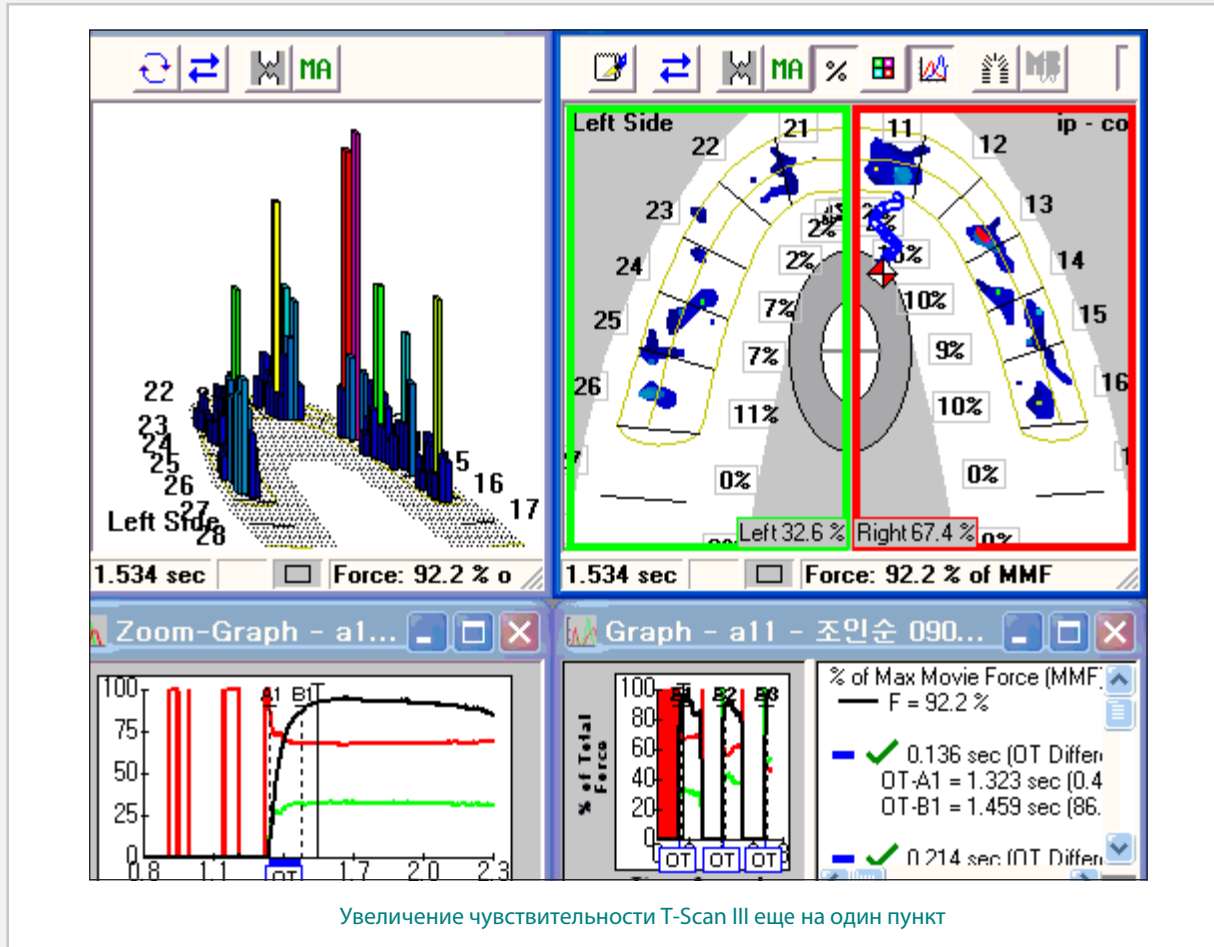 MA
MA %
Left Side
ip - co
21
11
22
12
23
13
24
14
25
15
26
16
2%
2%
7%
10%
7%
9%
11%
10%
0%
0%
Left 32.6 %
Right 67.4 %
0%
22
23
24
25
26
27
28
Left Side
5
16
17
1.534 sec
Force: 92.2 % o
1.534 sec
Force: 92.2 % of MMF
Zoom-Graph - a1...
Graph - a11 - 조인순 090...
100
75
50
25
0
A1
B1
0.8
1.1
OT
1.7
2.0
2.3
% of Total
Force
100
80
60
40
20
0
B2
OT
OT
OT
% of Max Movie Force (MMF)
F = 92.2 %
0.136 sec (OT Differ
OT-A1 = 1.323 sec (0.4
OT-B1 = 1.459 sec (86.
0.214 sec (OT Differ
Увеличение чувствительности T-Scan III еще на один пункт